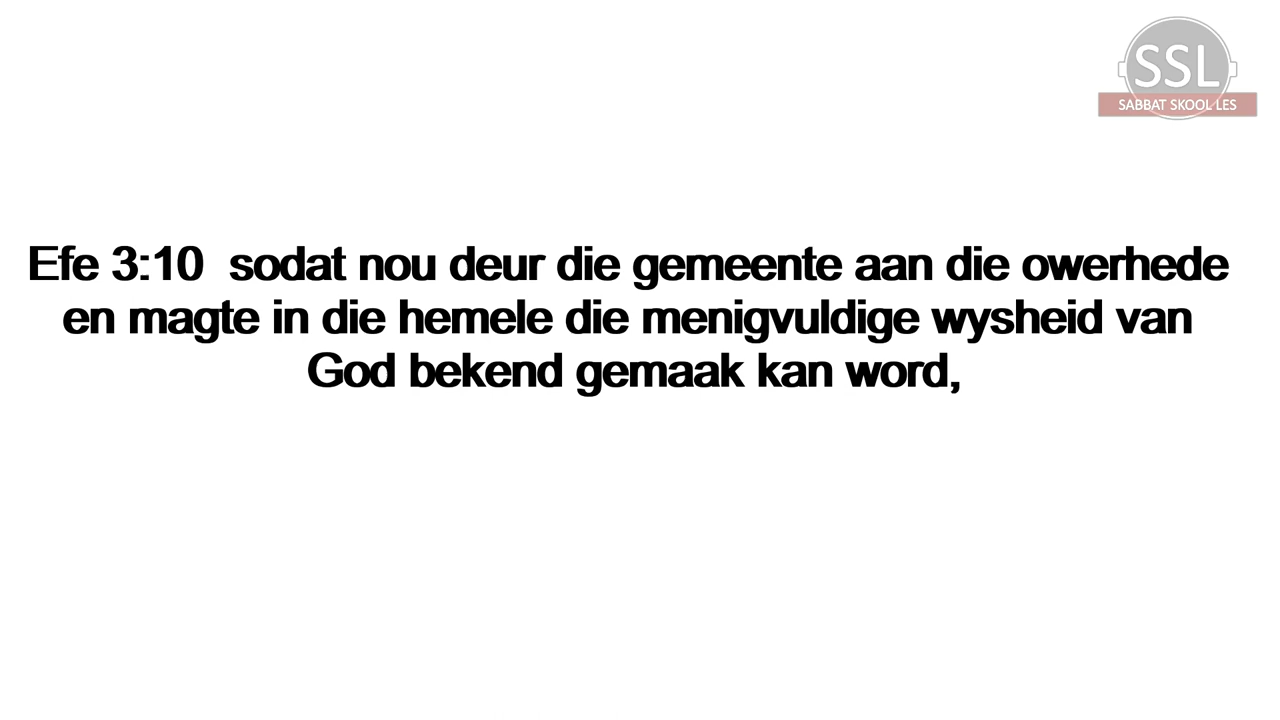 SSL
SABBAT SKOOL LES
Efe 3:10  sodat nou deur die gemeente aan die owerhede
en magte in die hemele die menigvuldige wysheid van
God bekend gemaak kan word,